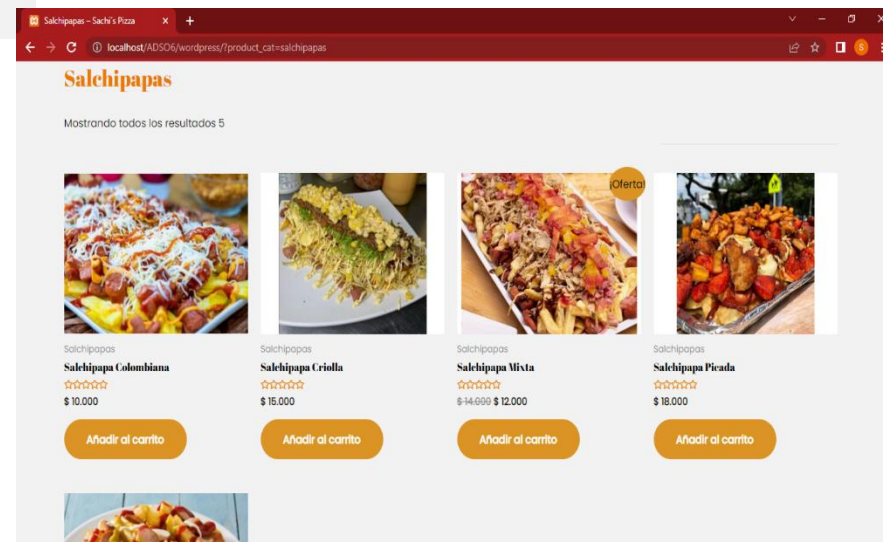 Salchipapas – Sachi's Pizza
localhost/ADSO6/wordpress/?product_cat=salchipapas
S
Salchipapas
Mostrando todos los resultados 5
¡Oferta!
Salchipapas
Salchipapa Colombiana
$ 10.000
Añadir al carrito
Salchipapas
Salchipapa Criolla
$ 15.000
Añadir al carrito
Salchipapas
Salchipapa Mixta
$ 14.000 $ 12.000
Añadir al carrito
Salchipapas
Salchipapa Picada
$ 18.000
Añadir al carrito